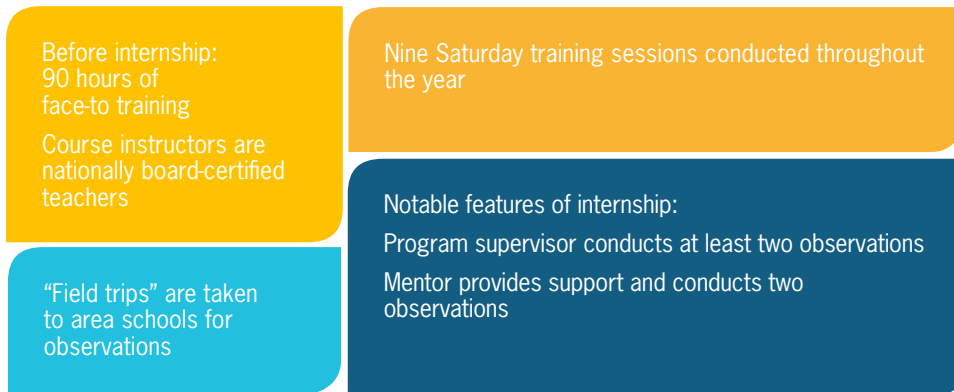 Before internship:
90 hours of
face-to training
Course instructors are
nationally board-certified
teachers
Nine Saturday training sessions conducted throughout
the year
“Field trips” are taken
to area schools for
observations
Notable features of internship:
Program supervisor conducts at least two observations
Mentor provides support and conducts two
observations